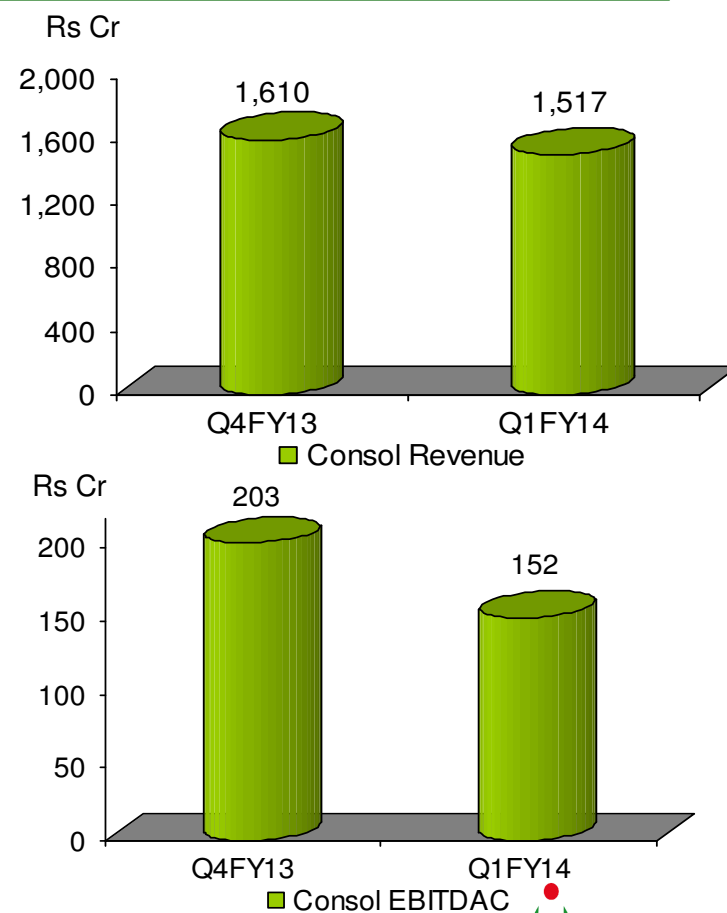 Rs Cr
2,000
1,610
1,517
1,600
1,200
800
400
0
Q4FY13 Q1FY14
Consol Revenue
Rs Cr
203
200
152
150
100
50
0
Q4FY13 Q1FY14
Consol EBITDAC